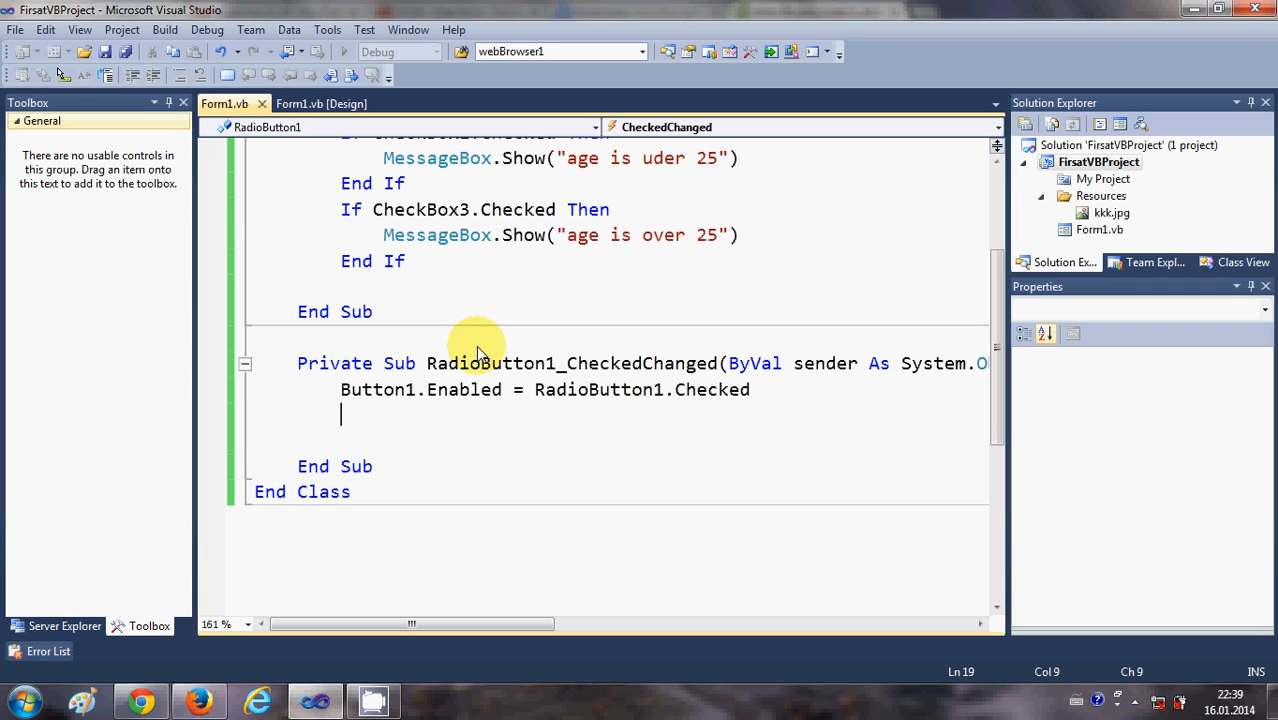 FirsatVBProject - Microsoft Visual Studio
File Edit View Project Build Debug Team Data Tools Test Window Help
Debug webBrowser1
Toolbox
General
There are no usable controls in
this group. Drag an item onto
this text to add it to the toolbox.
Server Explorer Toolbox
Error List
Form1.vb Form1.vb [Design]
RadioButton1 CheckedChanged
MessageBox.Show("age is uder 25")
End If
If CheckBox3.Checked Then
MessageBox.Show("age is over 25")
End If
End Sub
Private Sub RadioButton1_CheckedChanged(ByVal sender As System.O
Button1.Enabled = RadioButton1.Checked
End Sub
End Class
161 %
Solution Explorer
Solution 'FirsatVBProject' (1 project)
FirsatVBProject
My Project
Resources
kkk.jpg
Form1.vb
Solution Ex... Team Expl... Class View
Properties
Ln 19 Col 9 Ch 9 INS
22:39
16.01.2014